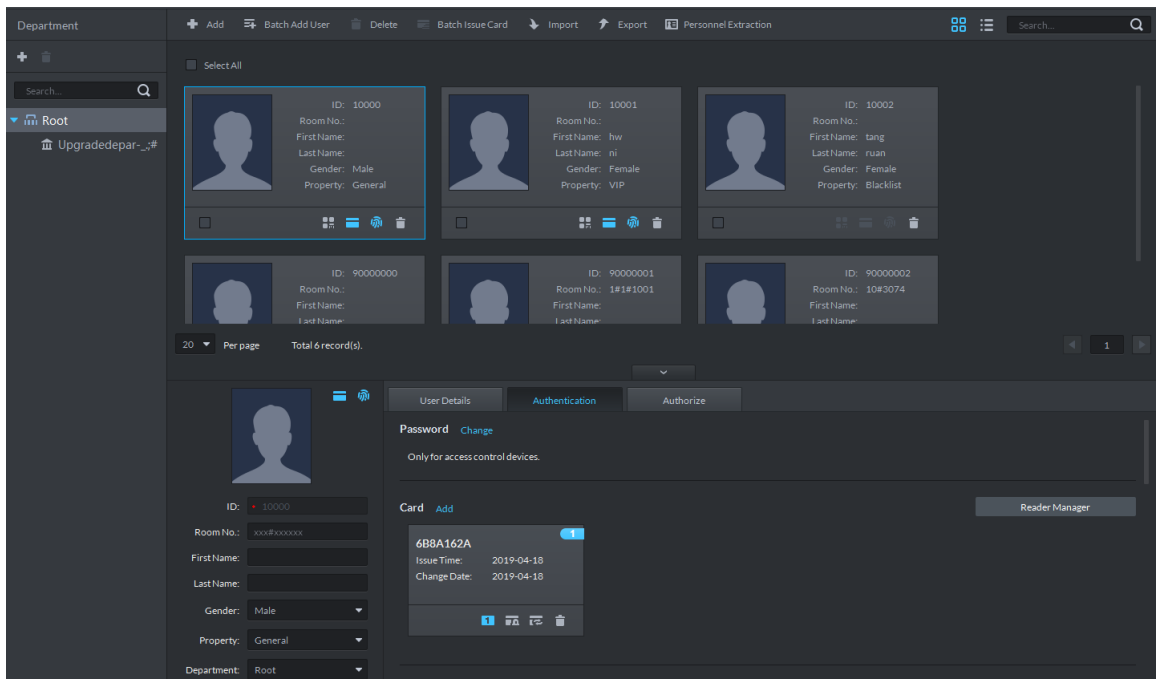 Department
Add Batch Add User Delete Batch Issue Card Import Export Personnel Extraction Search...
Search...
Root
Upgradedepar-_;#
Select All
ID: 10000
Room No.:
First Name:
Last Name:
Gender: Male
Property: General
ID: 10001
Room No.:
First Name: hw
Last Name: ni
Gender: Female
Property: VIP
ID: 10002
Room No.:
First Name: tang
Last Name: ruan
Gender: Female
Property: Blacklist
ID: 90000000
Room No.:
First Name:
Last Name:
ID: 90000001
Room No.: 1#1#1001
First Name:
Last Name:
ID: 90000002
Room No.: 10#3074
First Name:
Last Name:
20 Per page Total 6 record(s). 1
ID: • 10000
Room No.: xxx#xxxxxx
First Name:
Last Name:
Gender: Male
Property: General
Department: Root
User Details Authentication Authorize
Password Change
Only for access control devices.
Card Add Reader Manager
1
6B8A162A
Issue Time: 2019-04-18
Change Date: 2019-04-18
1